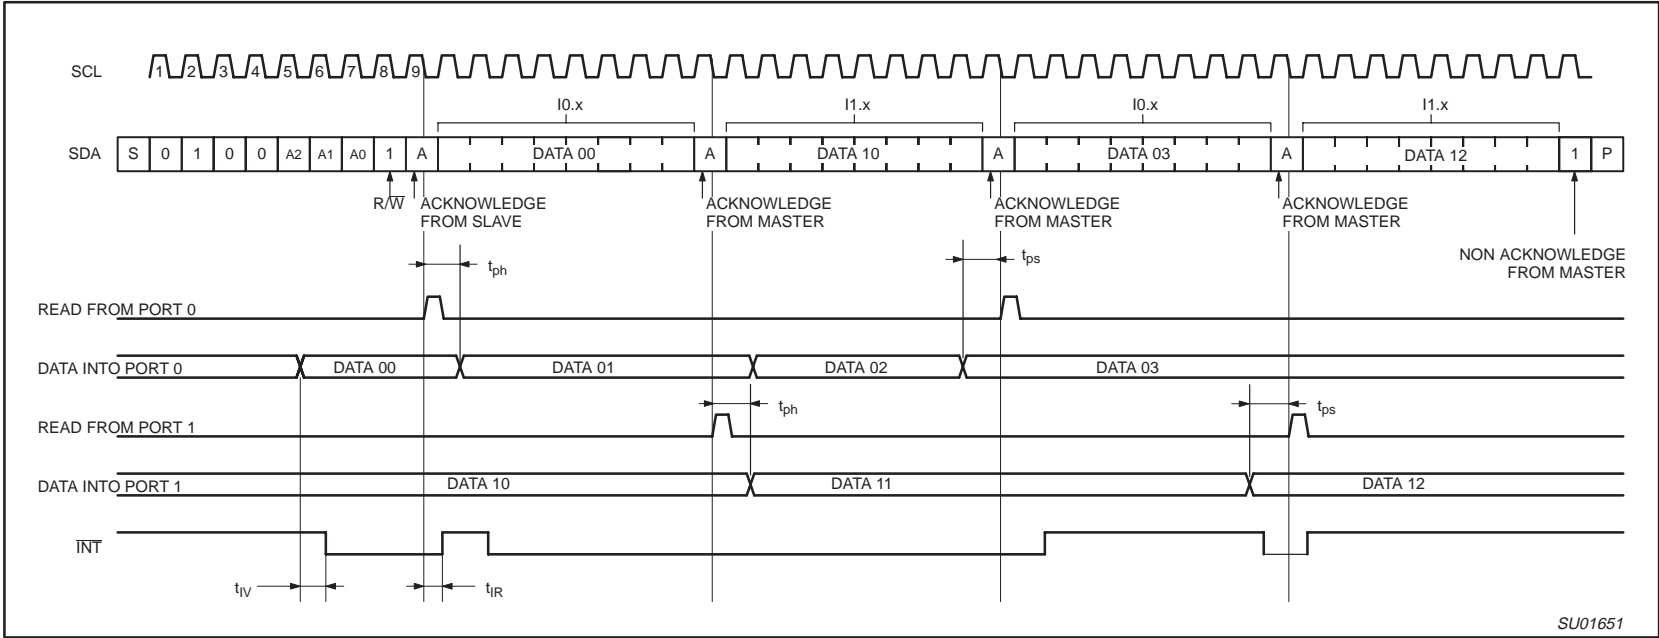 SCL 1 2 3 4 5 6 7 8 9
I0.x I1.x I0.x I1.x
SDA S 0 1 0 0 A2 A1 A0 1 A DATA 00 A DATA 10 A DATA 03 A DATA 12 1 P
R/W̅ ACKNOWLEDGE ACKNOWLEDGE ACKNOWLEDGE ACKNOWLEDGE
FROM SLAVE FROM MASTER FROM MASTER FROM MASTER
NON ACKNOWLEDGE
FROM MASTER
tph tps
READ FROM PORT 0
DATA INTO PORT 0 DATA 00 DATA 01 DATA 02 DATA 03
tph tps
READ FROM PORT 1
DATA INTO PORT 1 DATA 10 DATA 11 DATA 12
I̅N̅T̅
tIV tIR
SU01651